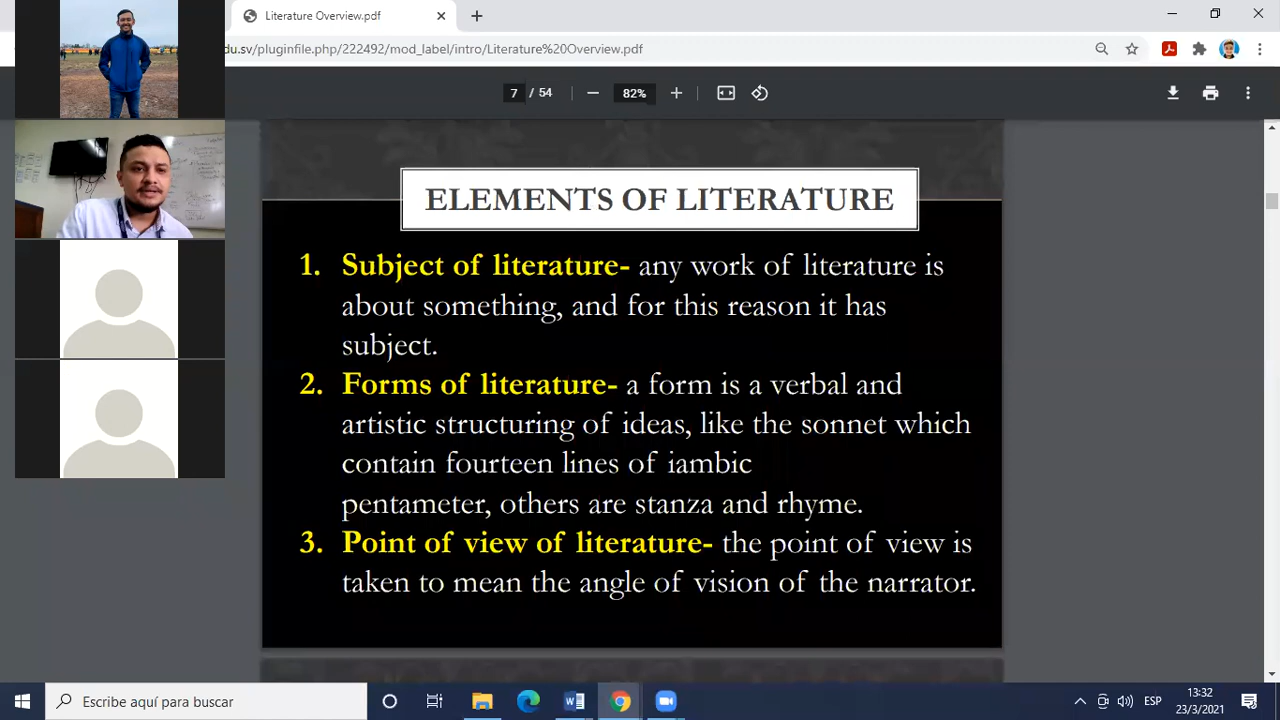 Literature Overview.pdf
du.sv/pluginfile.php/222492/mod_label/intro/Literature%20Overview.pdf
7 / 54
82%
ELEMENTS OF LITERATURE
1. Subject of literature- any work of literature is
about something, and for this reason it has
subject.
2. Forms of literature- a form is a verbal and
artistic structuring of ideas, like the sonnet which
contain fourteen lines of iambic
pentameter, others are stanza and rhyme.
3. Point of view of literature- the point of view is
taken to mean the angle of vision of the narrator.
Escribe aquí para buscar
ESP
13:32
23/3/2021